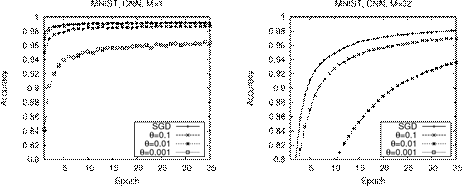 MNIST, CNN, M=1
1
0.98
0.96
0.94
0.92
0.9
0.88
0.86
0.84
0.82
0.8
5 10 15 20 25 30 35
Epoch
Accuracy
SGD
θ=0.1
θ=0.01
θ=0.001
MNIST, CNN, M=32
1
0.98
0.96
0.94
0.92
0.9
0.88
0.86
0.84
0.82
0.8
5 10 15 20 25 30 35
Epoch
Accuracy
SGD
θ=0.1
θ=0.01
θ=0.001